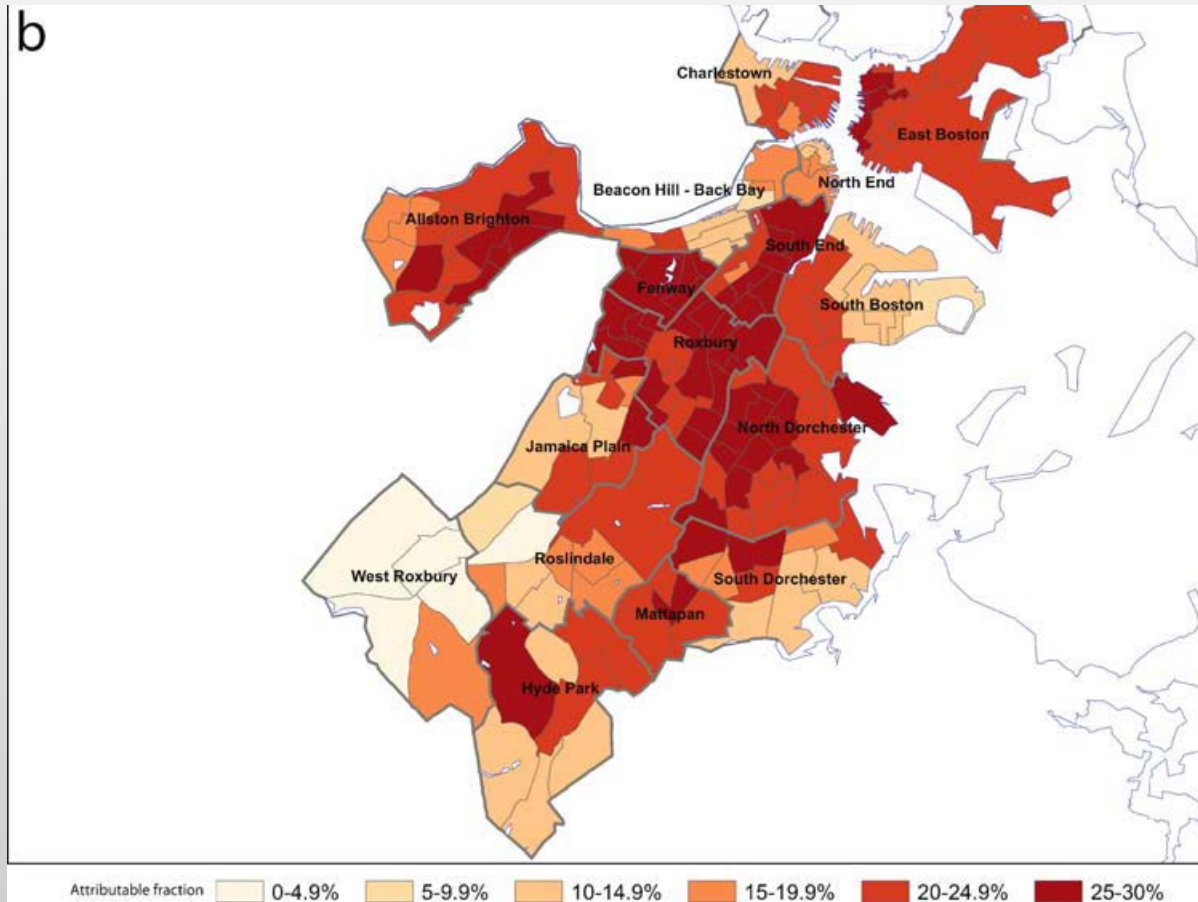 b
Charlestown
East Boston
Beacon Hill - Back Bay
North End
Allston Brighton
South End
Fenway
South Boston
Roxbury
North Dorchester
Jamaica Plain
Roslindale
West Roxbury
South Dorchester
Mattapan
Hyde Park
Attributable fraction 0-4.9% 5-9.9% 10-14.9% 15-19.9% 20-24.9% 25-30%